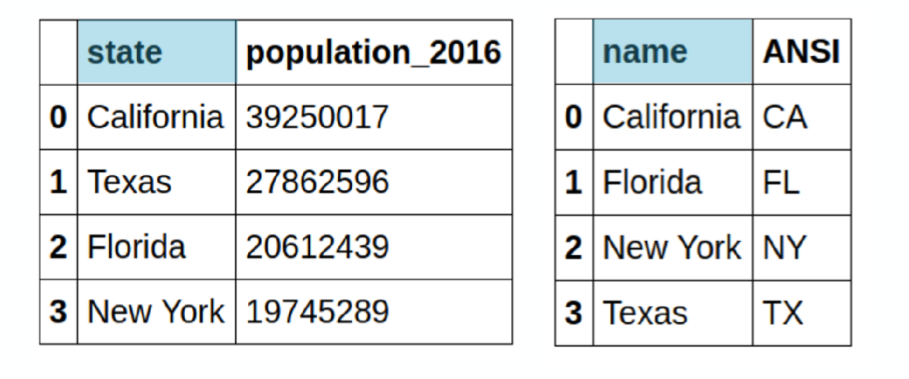 state population_2016
0 California 39250017
1 Texas 27862596
2 Florida 20612439
3 New York 19745289
name ANSI
0 California CA
1 Florida FL
2 New York NY
3 Texas TX